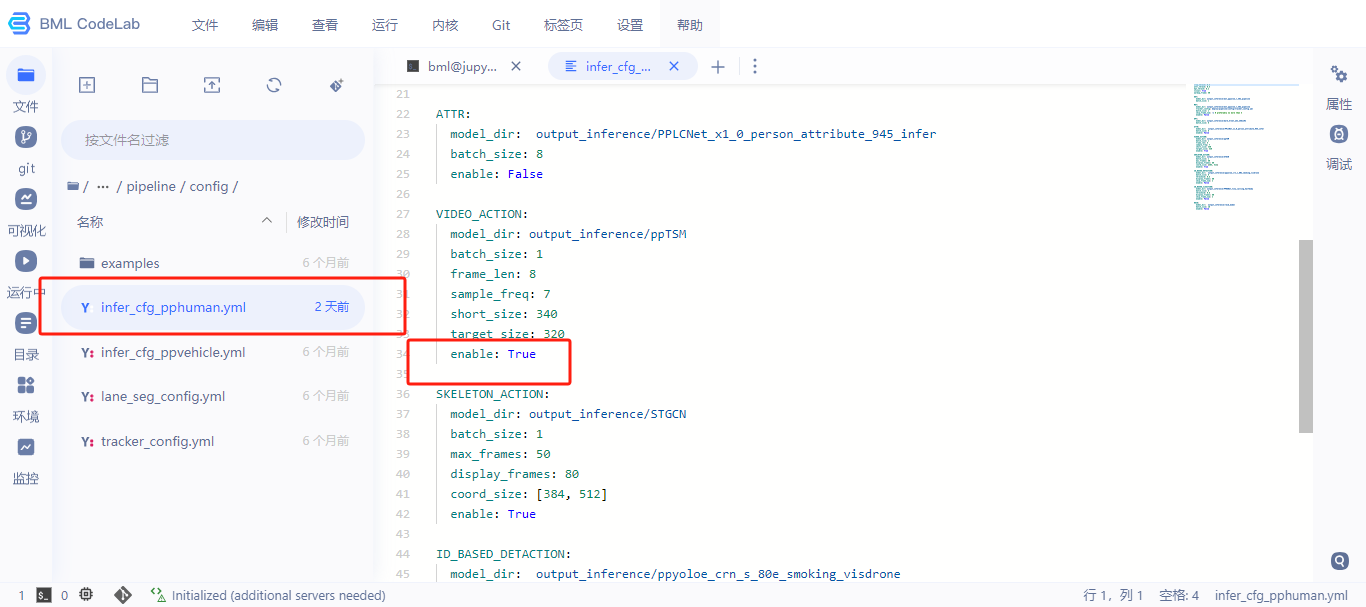 BML CodeLab
文件 编辑 查看 运行 内核 Git 标签页 设置 帮助
文件
git
可视化
运行中
目录
环境
监控
按文件名过滤
/ ··· / pipeline / config /
名称 修改时间
examples 6 个月前
infer_cfg_pphuman.yml 2 天前
infer_cfg_ppvehicle.yml 6 个月前
lane_seg_config.yml 6 个月前
tracker_config.yml 6 个月前
bml@jupy... infer_cfg_...
21
22 ATTR:
23 model_dir: output_inference/PPLCNet_x1_0_person_attribute_945_infer
24 batch_size: 8
25 enable: False
26
27 VIDEO_ACTION:
28 model_dir: output_inference/ppTSM
29 batch_size: 1
30 frame_len: 8
31 sample_freq: 7
32 short_size: 340
33 target_size: 320
34 enable: True
35
36 SKELETON_ACTION:
37 model_dir: output_inference/STGCN
38 batch_size: 1
39 max_frames: 50
40 display_frames: 80
41 coord_size: [384, 512]
42 enable: True
43
44 ID_BASED_DETACTION:
45 model_dir: output_inference/ppyoloe_crn_s_80e_smoking_visdrone
属性
调试
1 0 Initialized (additional servers needed) 行 1，列 1 空格: 4 infer_cfg_pphuman.yml